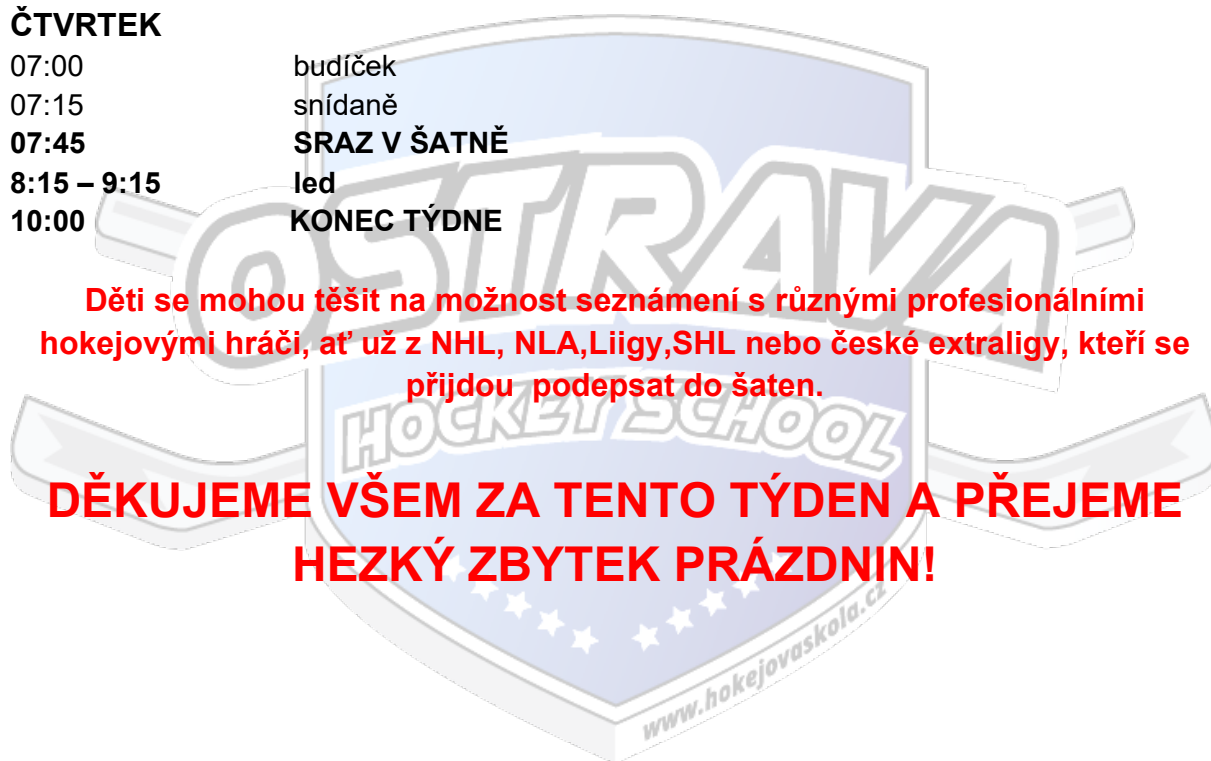 ČTVRTEK
07:00 budíček
07:15 snídaně
07:45 SRAZ V ŠATNĚ
8:15 – 9:15 led
10:00 KONEC TÝDNE
OSTRAVA
Děti se mohou těšit na možnost seznámení s různými profesionálními
hokejovými hráči, ať už z NHL, NLA,Liigy,SHL nebo české extraligy, kteří se
přijdou podepsat do šaten.
HOCKEY SCHOOL
DĚKUJEME VŠEM ZA TENTO TÝDEN A PŘEJEME
HEZKÝ ZBYTEK PRÁZDNIN!
www.hokejovaskola.cz